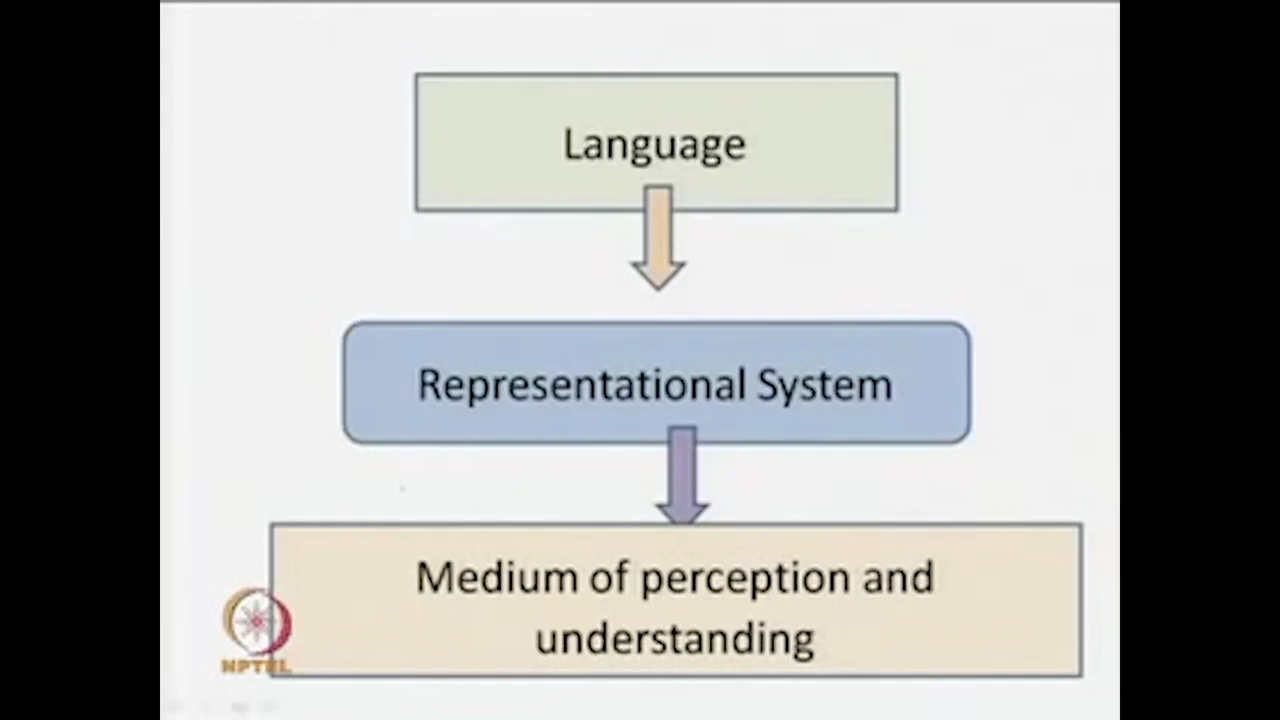 Language
Representational System
Medium of perception and
understanding
NPTEL